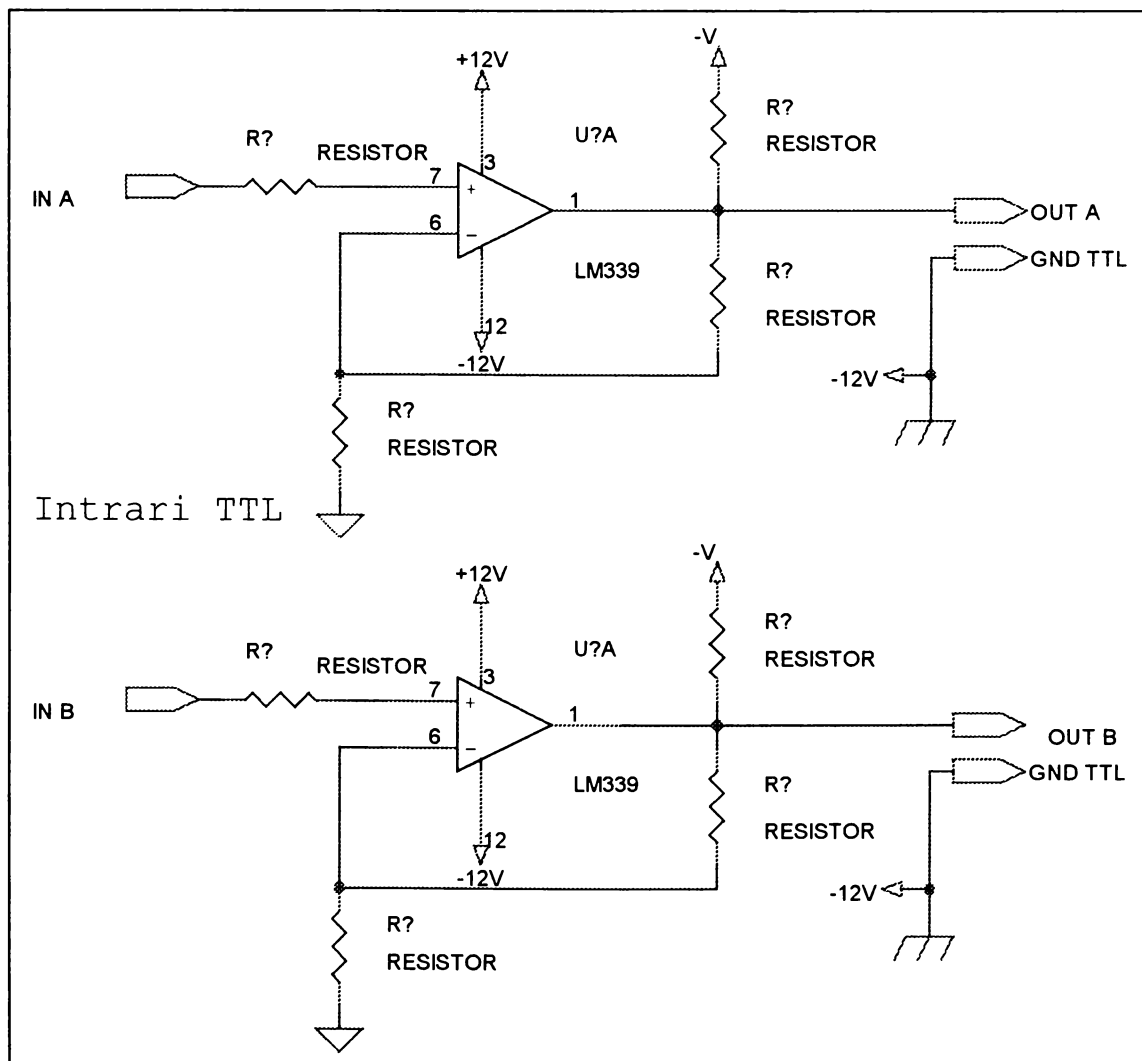 -V
+12V
R?
RESISTOR
U?A
R?
RESISTOR
3
7
+
IN A
6
−
1
OUT A
GND TTL
LM339
R?
RESISTOR
12
-12V
-12V
R?
RESISTOR
Intrari TTL
-V
+12V
R?
RESISTOR
U?A
R?
RESISTOR
3
7
+
IN B
6
−
1
OUT B
GND TTL
LM339
R?
RESISTOR
12
-12V
-12V
R?
RESISTOR